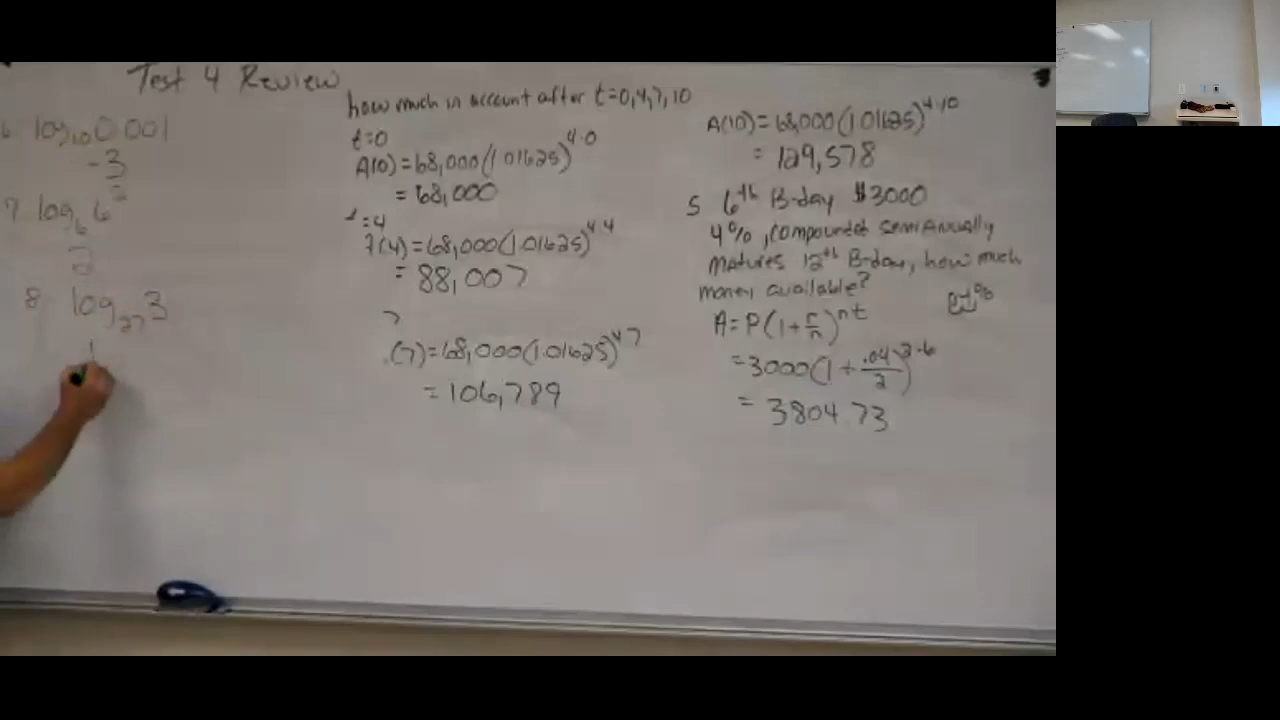 Test 4 Review
6 log₁₀ 0.001
-3
7 log₆ 6²
2
8 log₂₇ 3
1
how much in account after t=0,4,7,10
t=0
A(0)=68,000(1.01625)^4·0
=68,000
t=4
(4)=68,000(1.01625)^4·4
= 88,007
7
(7)=68,000(1.01625)^4·7
= 106,789
A(10)=68,000(1.01625)^4·10
= 129,578
5 6th B-day $3000
4%, compounded semiAnnually
matures 12th B-day, how much
money available?
A=P(1+r/n)^nt
=3000(1+.04/2)^2·6
= 3804.73